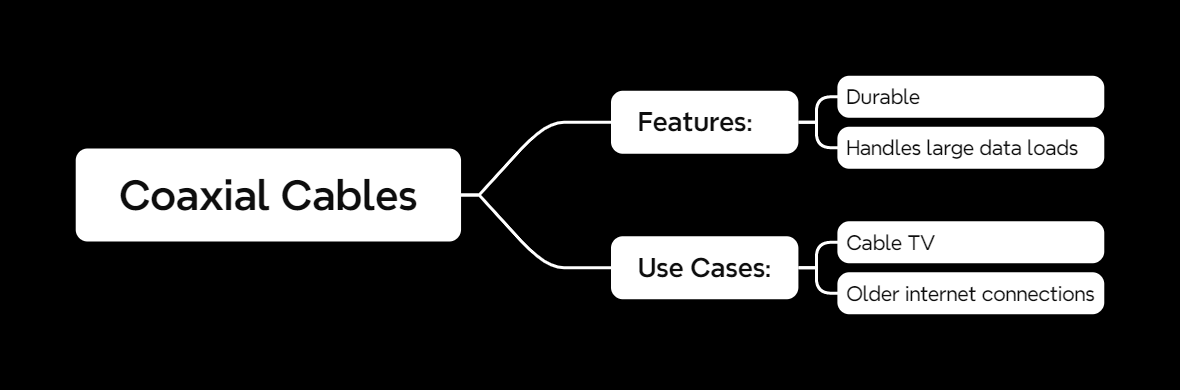 Coaxial Cables
Features:
Durable
Handles large data loads
Use Cases:
Cable TV
Older internet connections